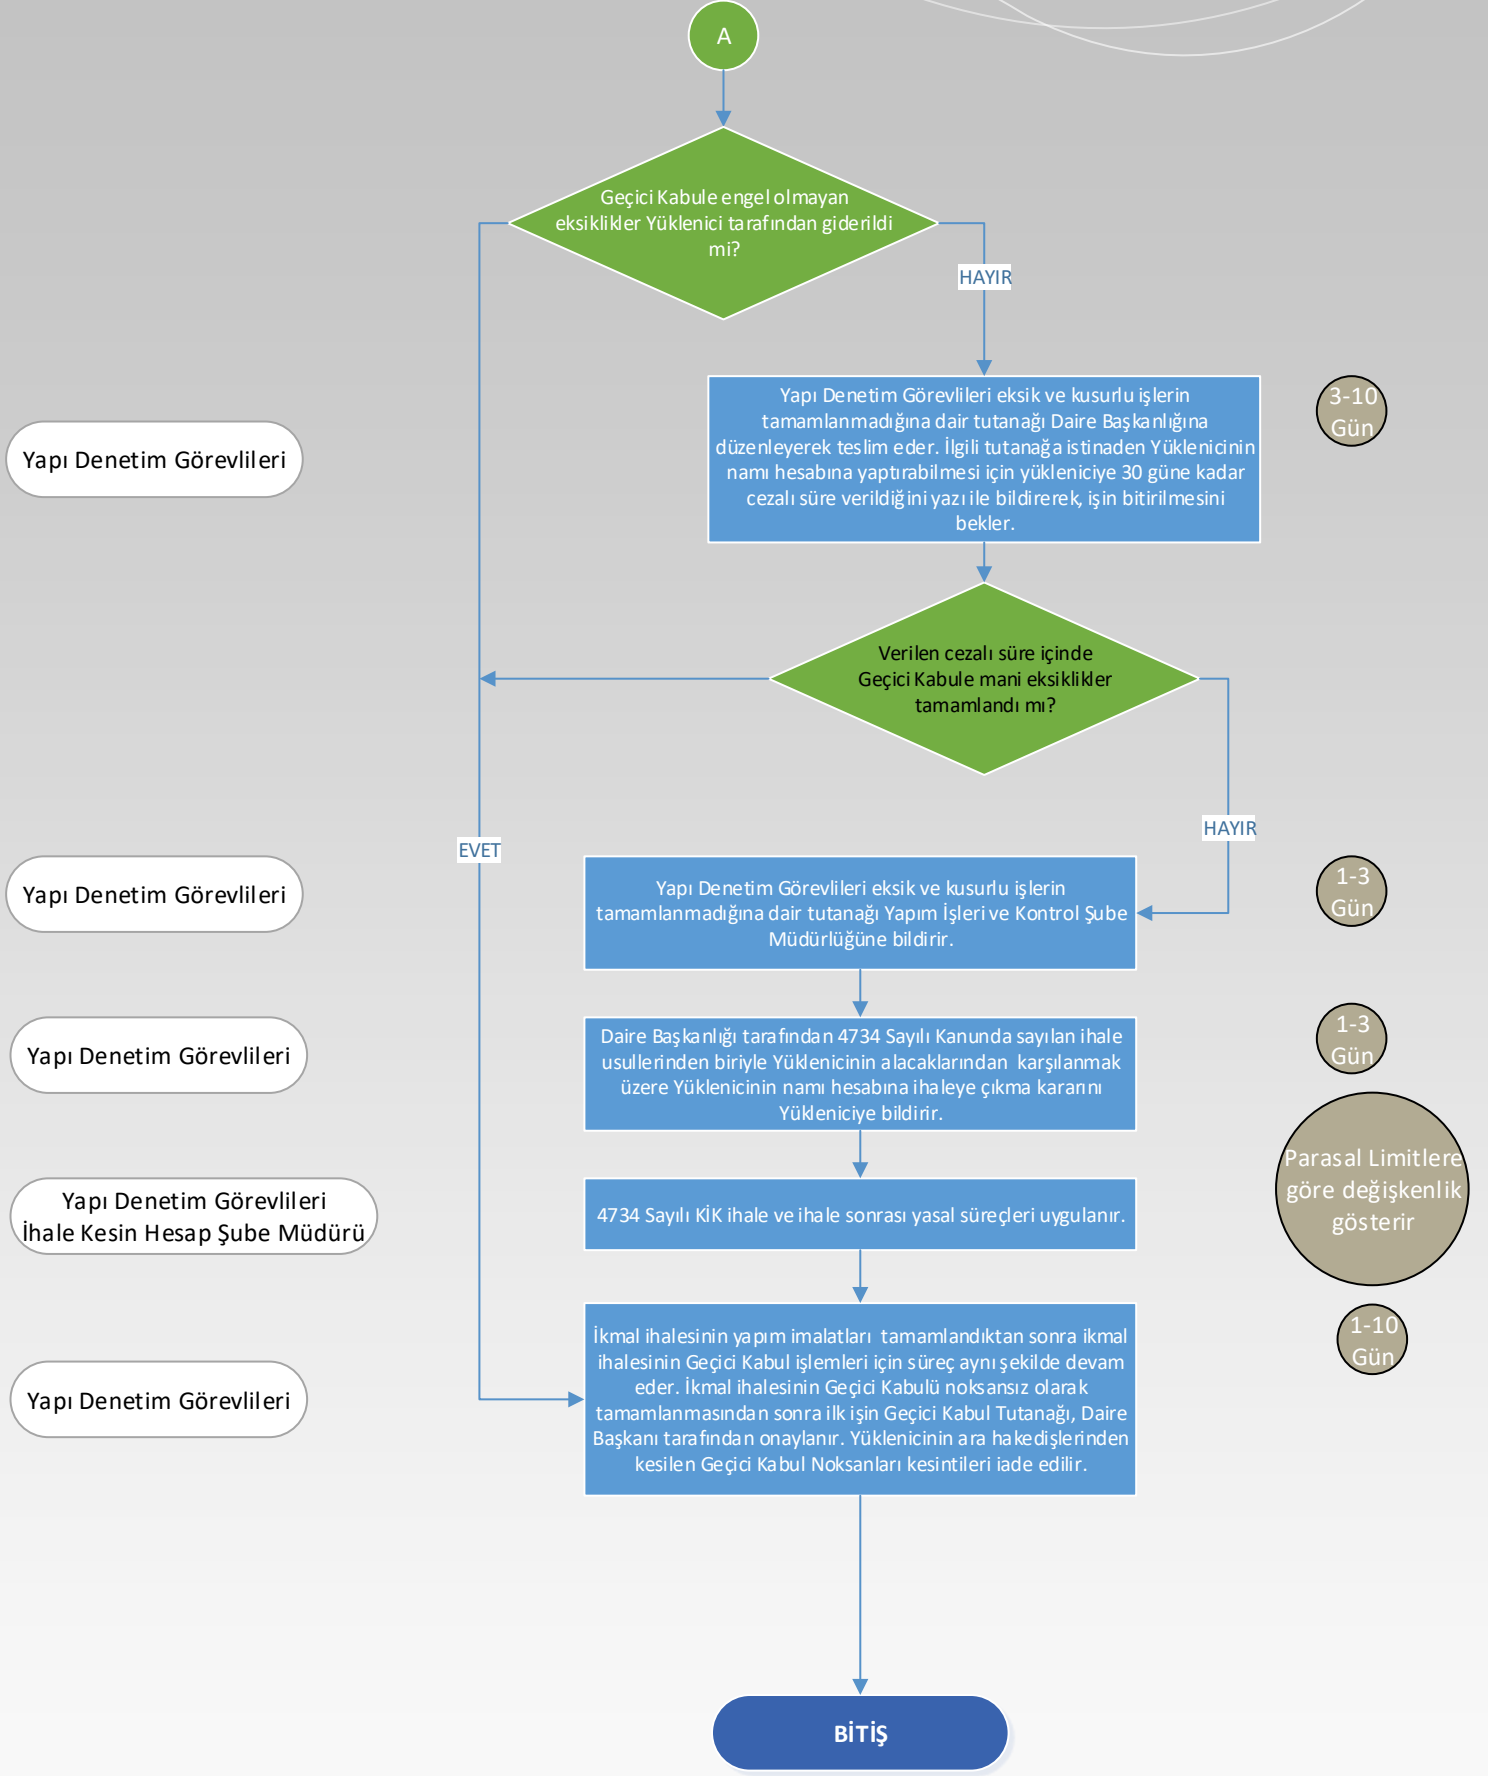 A
Geçici Kabule engel olmayan
eksiklikler Yüklenici tarafından giderildi
mi?
HAYIR
Yapı Denetim Görevlileri
Yapı Denetim Görevlileri eksik ve kusurlu işlerin
tamamlanmadığına dair tutanağı Daire Başkanlığına
düzenleyerek teslim eder. İlgili tutanağa istinaden Yüklenicinin
namı hesabına yaptırabilmesi için yükleniciye 30 güne kadar
cezalı süre verildiğini yazı ile bildirerek, işin bitirilmesini
bekler.
3-10
Gün
Verilen cezalı süre içinde
Geçici Kabule mani eksiklikler
tamamlandı mı?
HAYIR
EVET
Yapı Denetim Görevlileri
Yapı Denetim Görevlileri eksik ve kusurlu işlerin
tamamlanmadığına dair tutanağı Yapım İşleri ve Kontrol Şube
Müdürlüğüne bildirir.
1-3
Gün
Yapı Denetim Görevlileri
Daire Başkanlığı tarafından 4734 Sayılı Kanunda sayılan ihale
usullerinden biriyle Yüklenicinin alacaklarından karşılanmak
üzere Yüklenicinin namı hesabına ihaleye çıkma kararını
Yükleniciye bildirir.
1-3
Gün
Yapı Denetim Görevlileri
İhale Kesin Hesap Şube Müdürü
4734 Sayılı KİK ihale ve ihale sonrası yasal süreçleri uygulanır.
Parasal Limitlere
göre değişkenlik
gösterir
Yapı Denetim Görevlileri
İkmal ihalesinin yapım imalatları tamamlandıktan sonra ikmal
ihalesinin Geçici Kabul işlemleri için süreç aynı şekilde devam
eder. İkmal ihalesinin Geçici Kabulü noksansız olarak
tamamlanmasından sonra ilk işin Geçici Kabul Tutanağı, Daire
Başkanı tarafından onaylanır. Yüklenicinin ara hakedişlerinden
kesilen Geçici Kabul Noksanları kesintileri iade edilir.
1-10
Gün
BİTİŞ